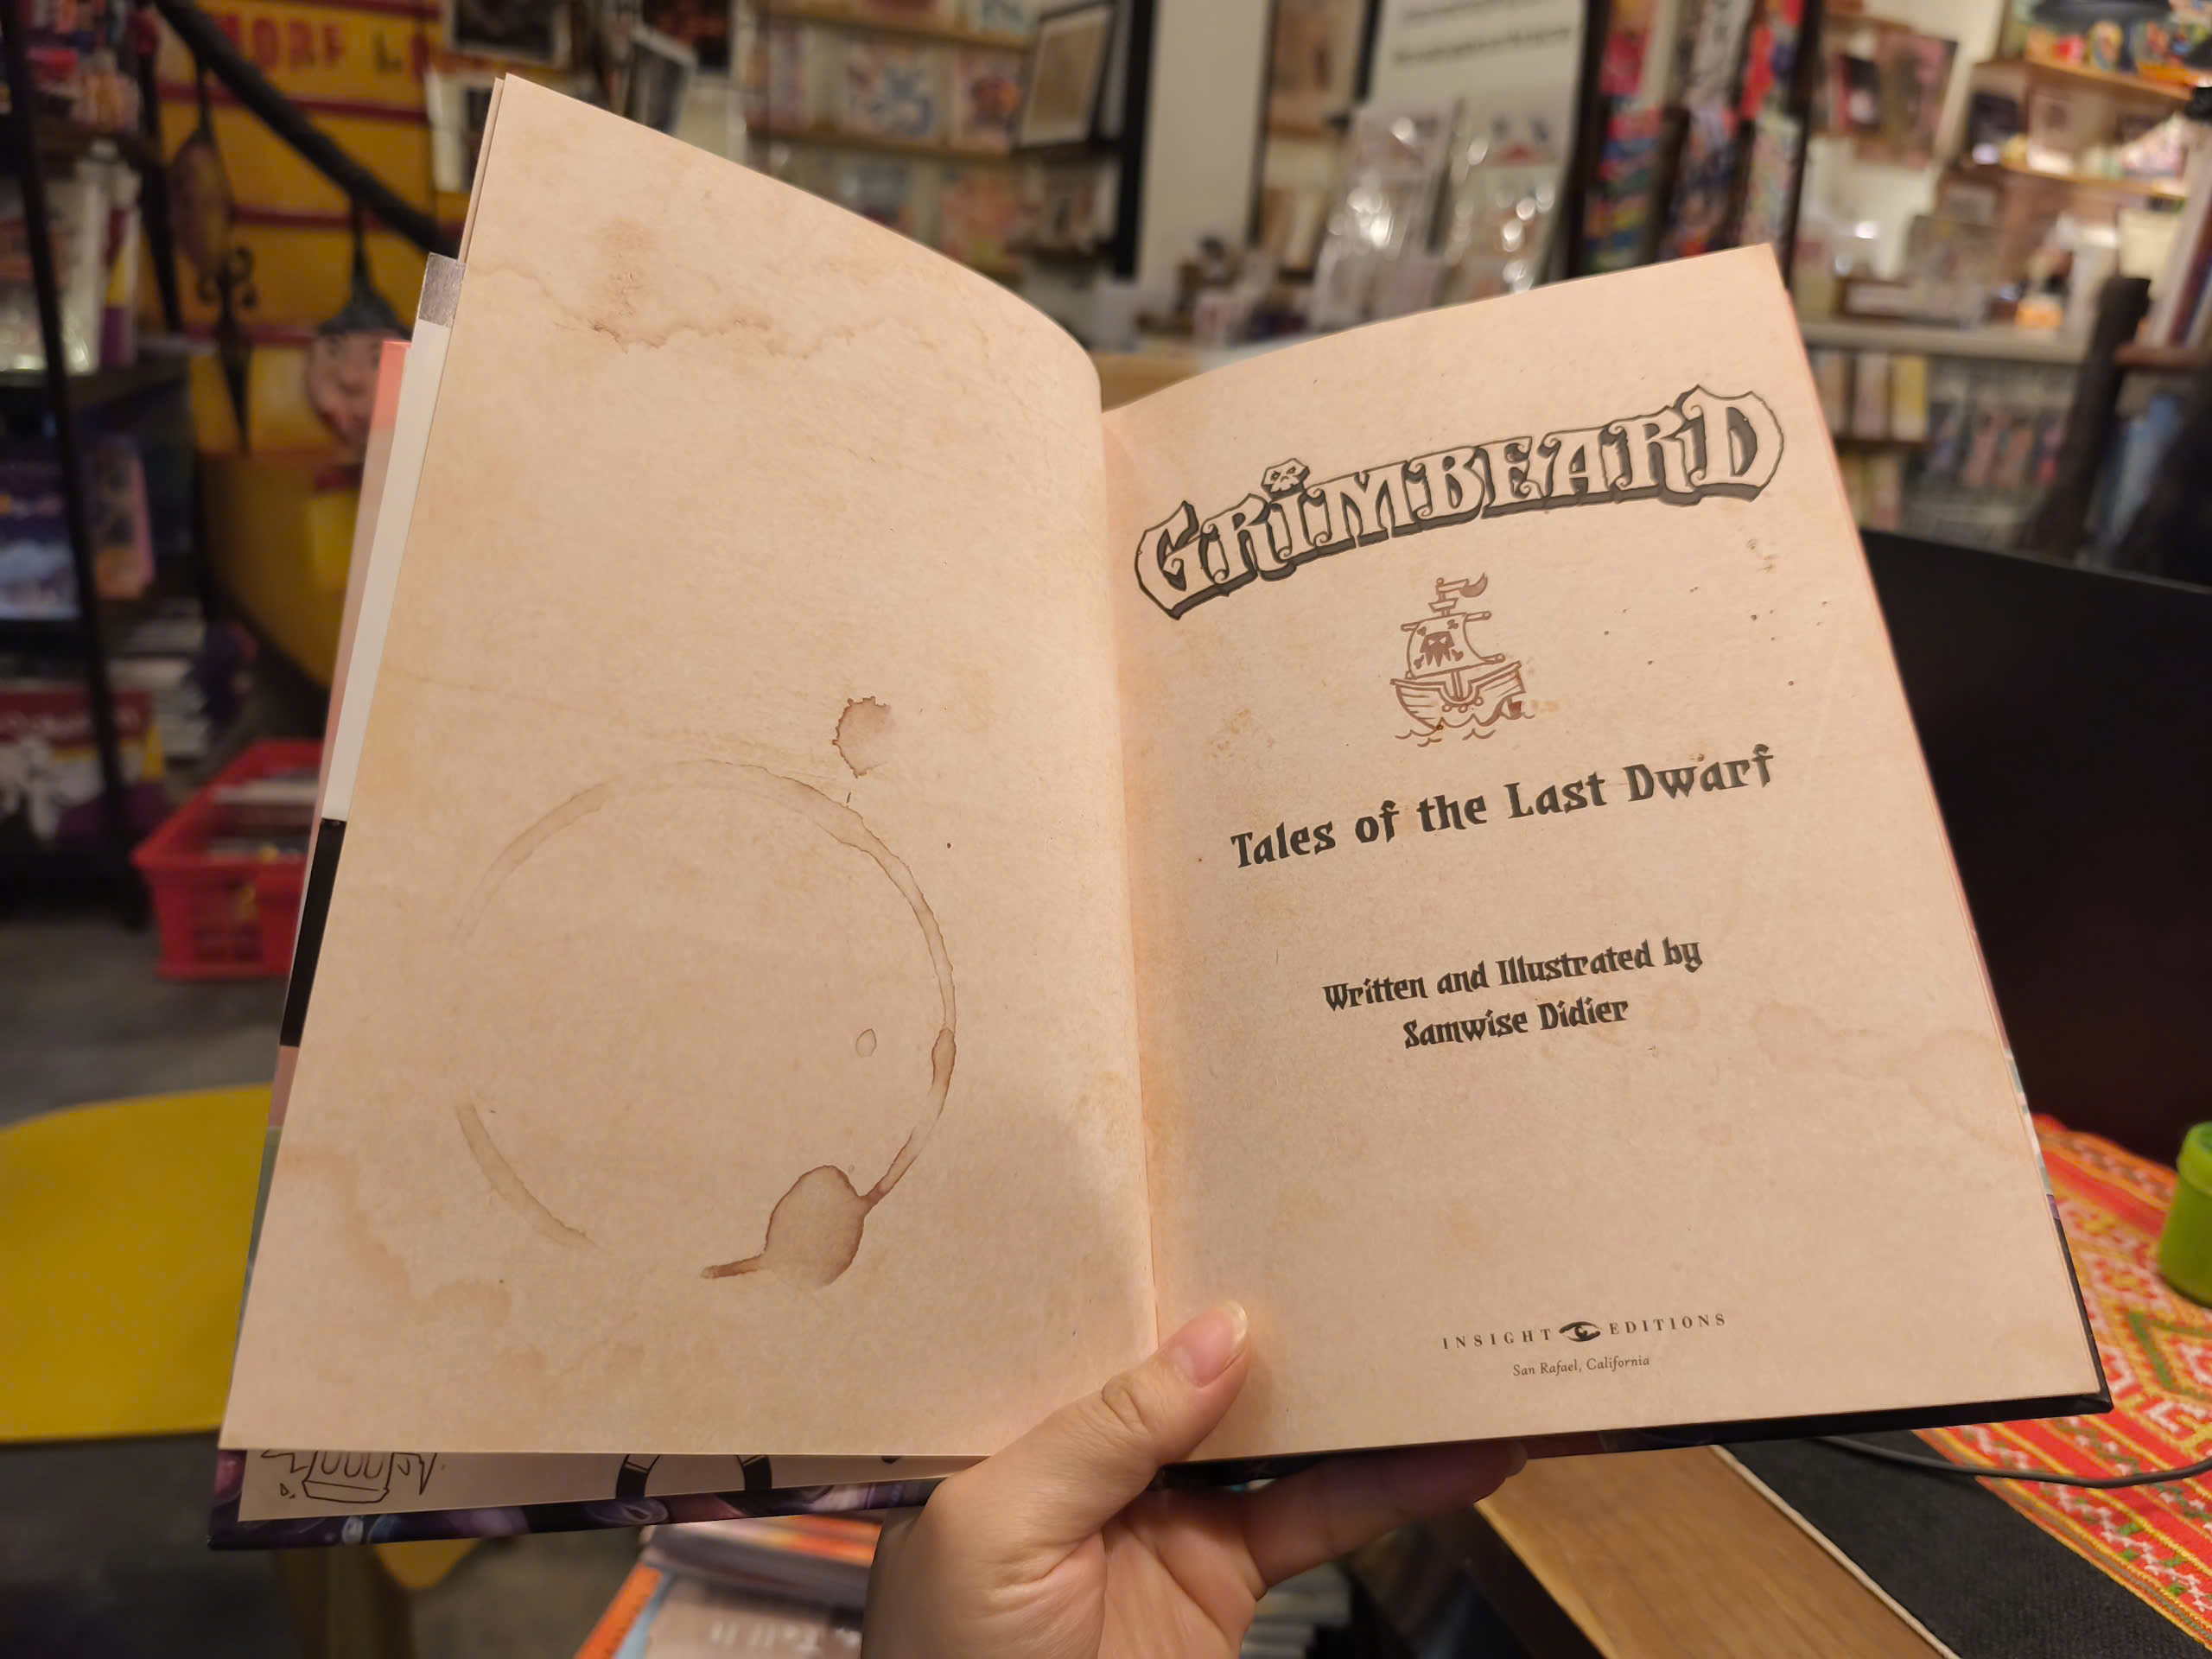 GRIMBEARD
Tales of the Last Dwarf
Written and Illustrated by
Samwise Didier
INSIGHT EDITIONS
San Rafael, California